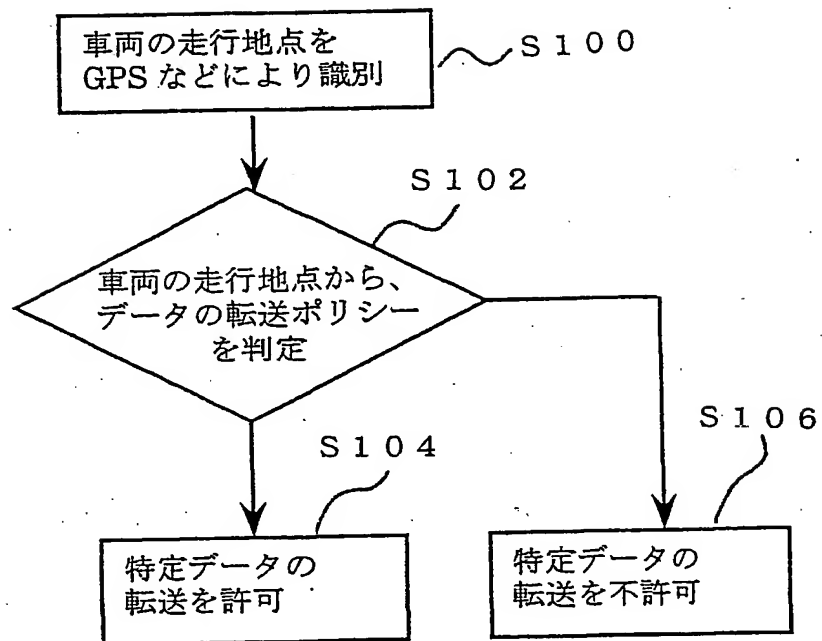 車両の走行地点を
GPSなどにより識別
S100
S102
車両の走行地点から、
データの転送ポリシー
を判定
S104
S106
特定データの
転送を許可
特定データの
転送を不許可